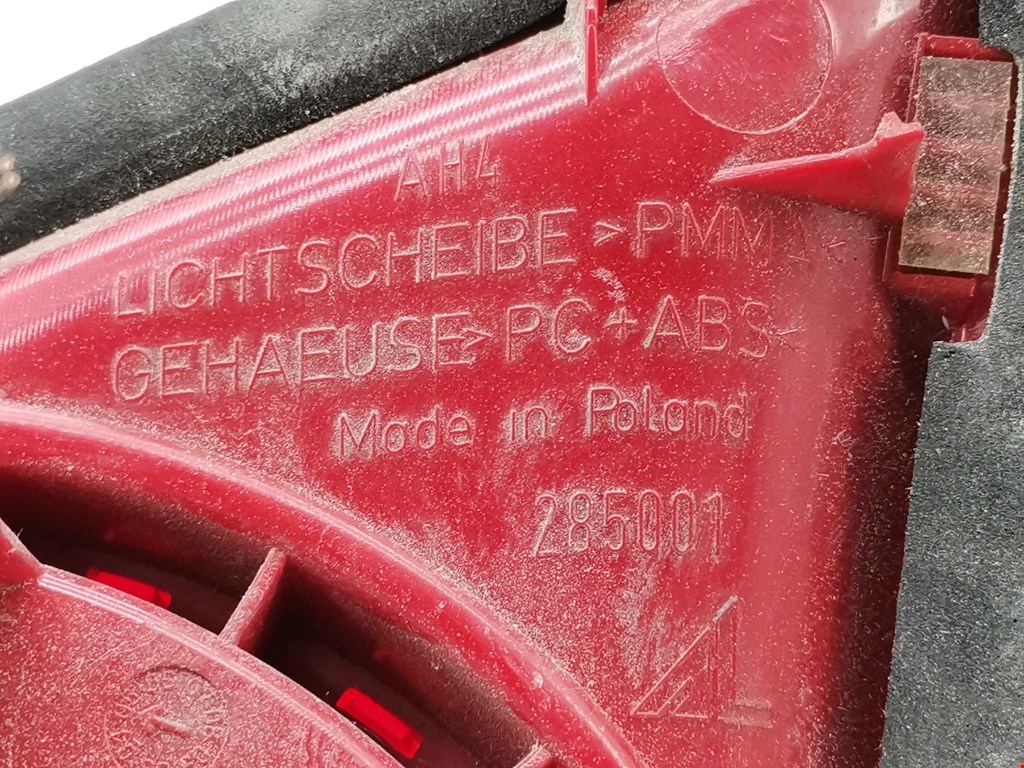 AH4
LICHTSCHEIBE >PMMA<
GEHAEUSE >PC+ABS<
Made in Poland
285001